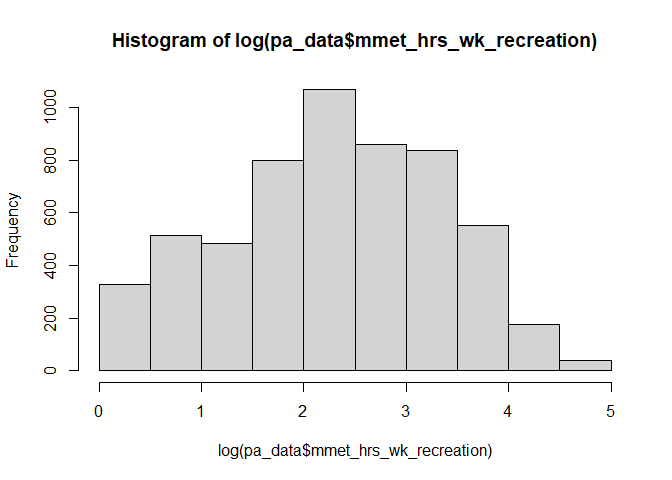 Histogram of log(pa_data$mmet_hrs_wk_recreation)
Frequency
1000
800
600
400
200
0
0 1 2 3 4 5
log(pa_data$mmet_hrs_wk_recreation)